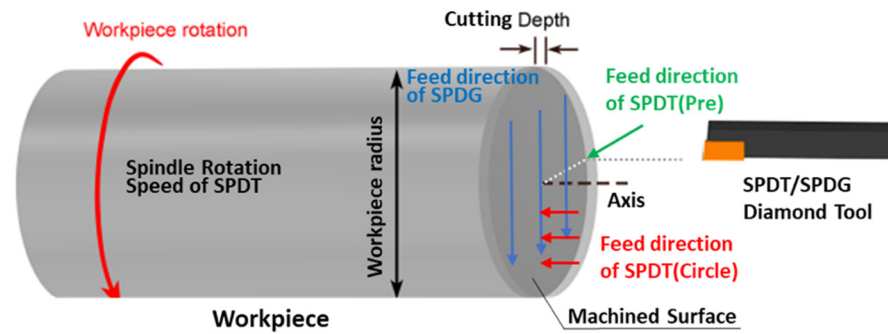 Workpiece rotation
Cutting Depth
Feed direction
of SPDG
Feed direction
of SPDT(Pre)
Spindle Rotation
Speed of SPDT
Workpiece radius
Axis
SPDT/SPDG
Diamond Tool
Feed direction
of SPDT(Circle)
Machined Surface
Workpiece